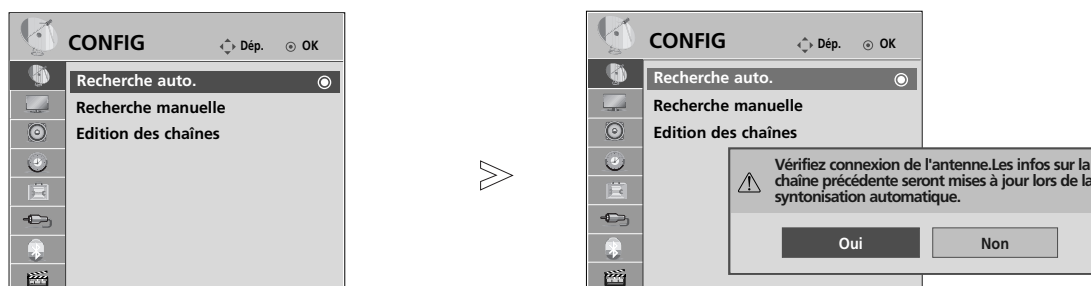 CONFIG Dép. OK
Recherche auto.
Recherche manuelle
Edition des chaînes
CONFIG Dép. OK
Recherche auto.
Recherche manuelle
Edition des chaînes
Vérifiez connexion de l'antenne.Les infos sur la
chaîne précédente seront mises à jour lors de la
syntonisation automatique.
Oui Non